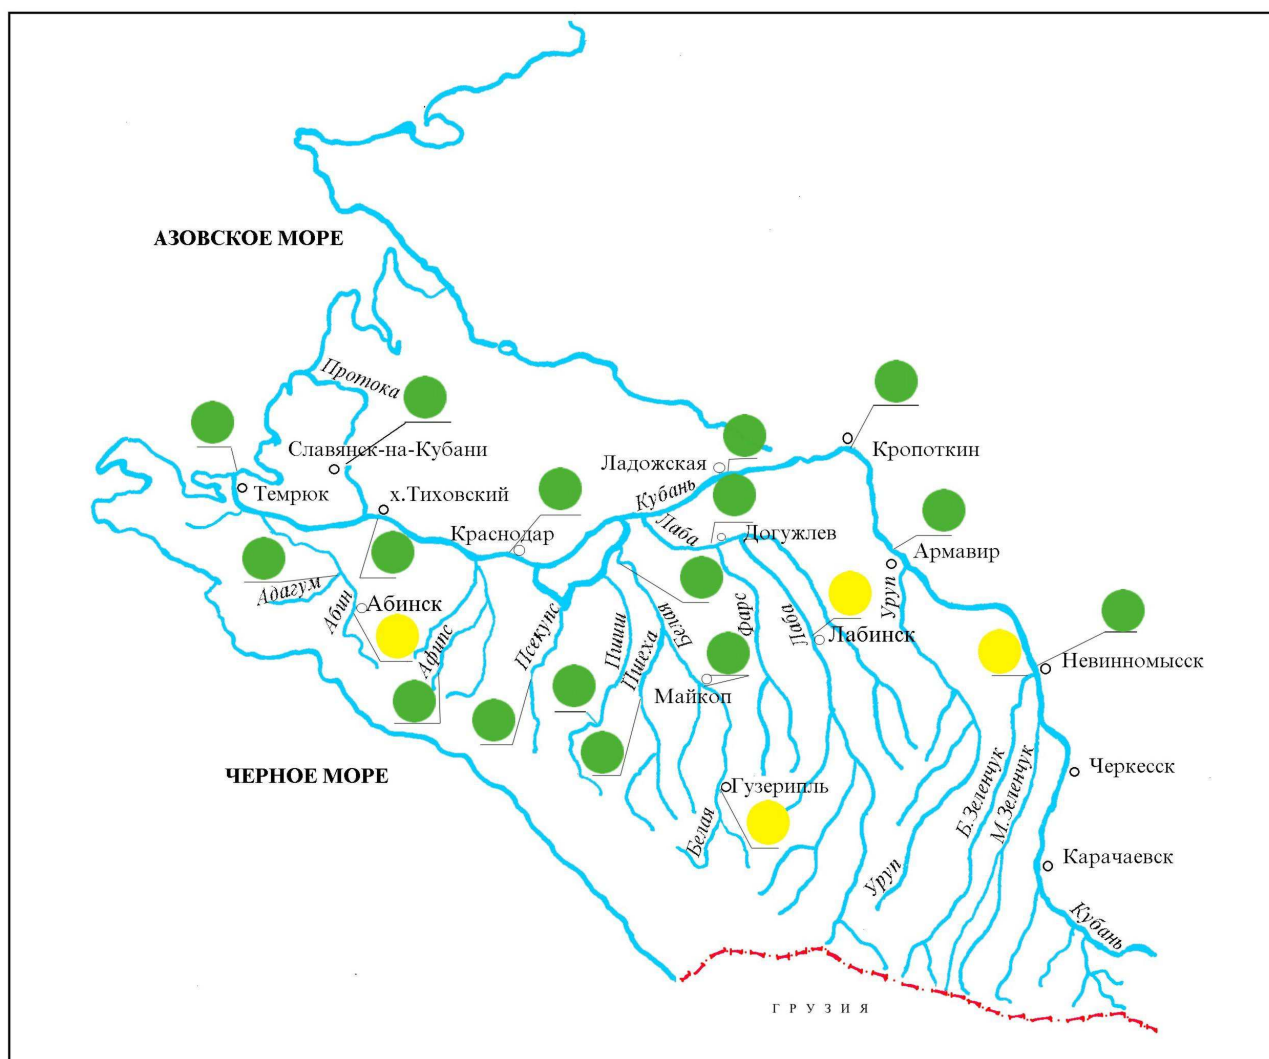 АЗОВСКОЕ МОРЕ
Протока
Славянск-на-Кубани
Темрюк
х.Тиховский
Краснодар
Ладожская
Кубань
Лаба
Догужлев
Кропоткин
Армавир
Адагум
Абин
Абинск
Афипс
Псекупс
Пшиш
Пшеха
Белая
Фарс
Лаба
Лабинск
Уруп
Невинномысск
Майкоп
ЧЕРНОЕ МОРЕ
Гузерипль
Белая
Уруп
Б.Зеленчук
М.Зеленчук
Черкесск
Карачаевск
Кубань
ГРУЗИЯ